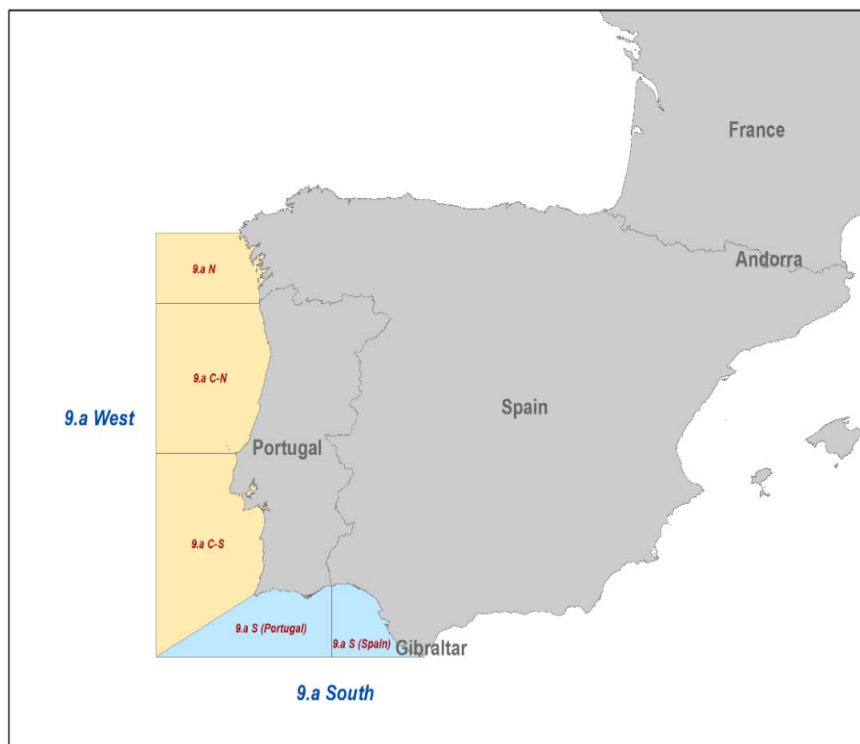 France
Andorra
9.a N
9.a C-N
Spain
9.a West
Portugal
9.a C-S
9.a S (Portugal)
9.a S (Spain)
Gibraltar
9.a South